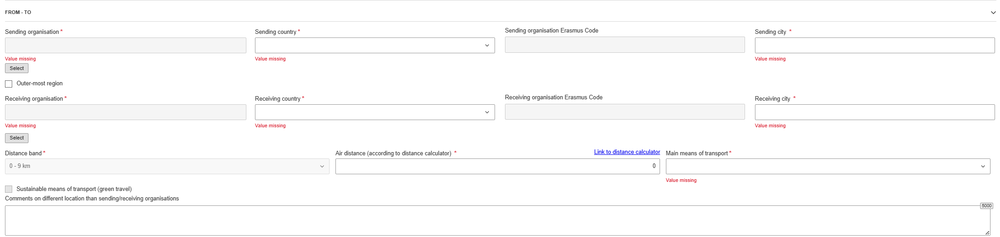 FROM - TO
Sending organisation * Sending country * Sending organisation Erasmus Code Sending city *
Value missing Value missing Value missing
Select
Outer-most region
Receiving organisation * Receiving country * Receiving organisation Erasmus Code Receiving city *
Value missing Value missing Value missing
Select
Distance band * Air distance (according to distance calculator) * Link to distance calculator Main means of transport *
0 - 9 km 0
Value missing
Sustainable means of transport (green travel)
Comments on different location than sending/receiving organisations
5000